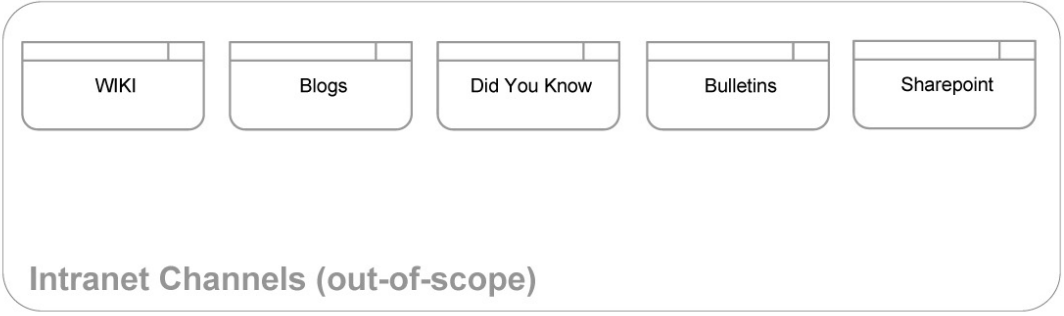 WIKI
Blogs
Did You Know
Bulletins
Sharepoint
Intranet Channels (out-of-scope)